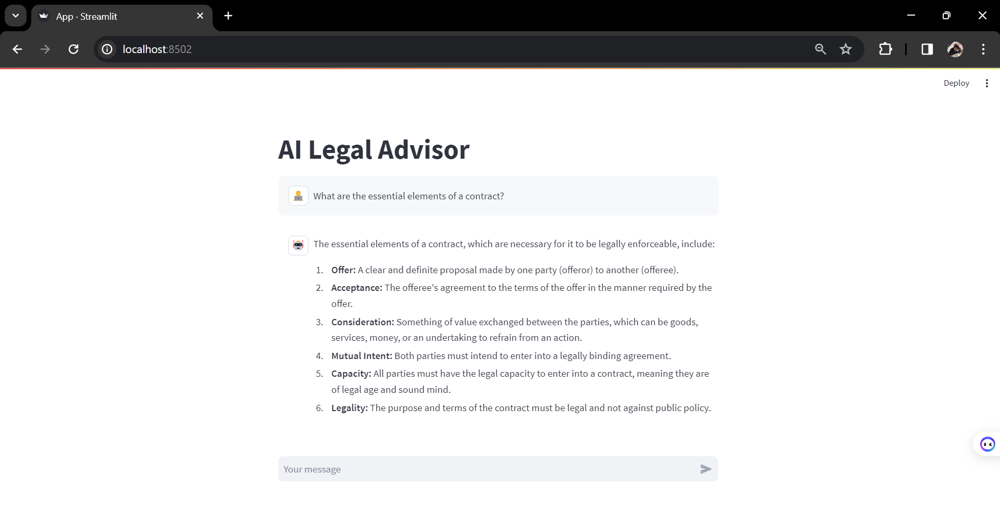 App · Streamlit
localhost:8502
Deploy
AI Legal Advisor
What are the essential elements of a contract?
The essential elements of a contract, which are necessary for it to be legally enforceable, include:
1. Offer: A clear and definite proposal made by one party (offeror) to another (offeree).
2. Acceptance: The offeree's agreement to the terms of the offer in the manner required by the
offer.
3. Consideration: Something of value exchanged between the parties, which can be goods,
services, money, or an undertaking to refrain from an action.
4. Mutual Intent: Both parties must intend to enter into a legally binding agreement.
5. Capacity: All parties must have the legal capacity to enter into a contract, meaning they are
of legal age and sound mind.
6. Legality: The purpose and terms of the contract must be legal and not against public policy.
Your message